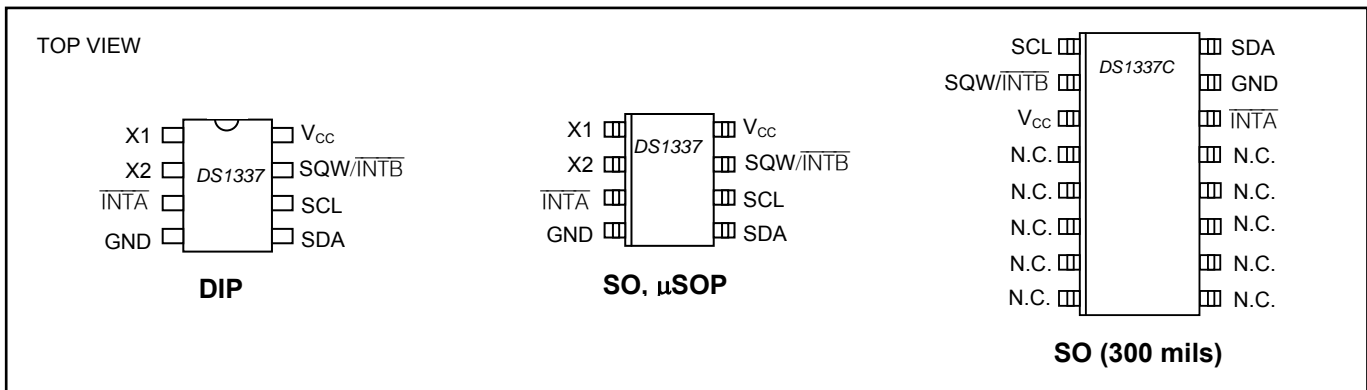 TOP VIEW
X1
X2
INTA
GND
DS1337
VCC
SQW/INTB
SCL
SDA
DIP
X1
X2
INTA
GND
DS1337
VCC
SQW/INTB
SCL
SDA
SO, µSOP
SCL
SQW/INTB
VCC
N.C.
N.C.
N.C.
N.C.
N.C.
DS1337C
SDA
GND
INTA
N.C.
N.C.
N.C.
N.C.
N.C.
SO (300 mils)